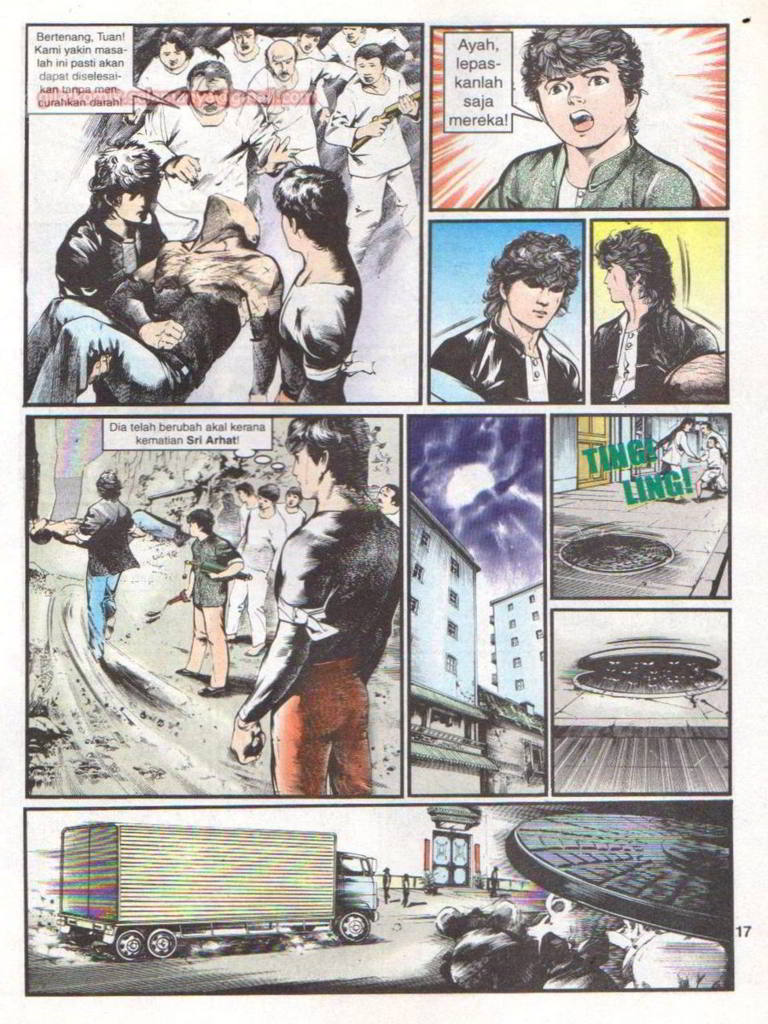 Bertenang, Tuan!
Kami yakin masa-
lah ini pasti akan
dapat diselesai-
kan tanpa men-
curahkan darah!
Ayah,
lepas-
kanlah
saja
mereka!
Dia telah berubah akal kerana
kematian Sri Arhat!
TING!
LING!
17